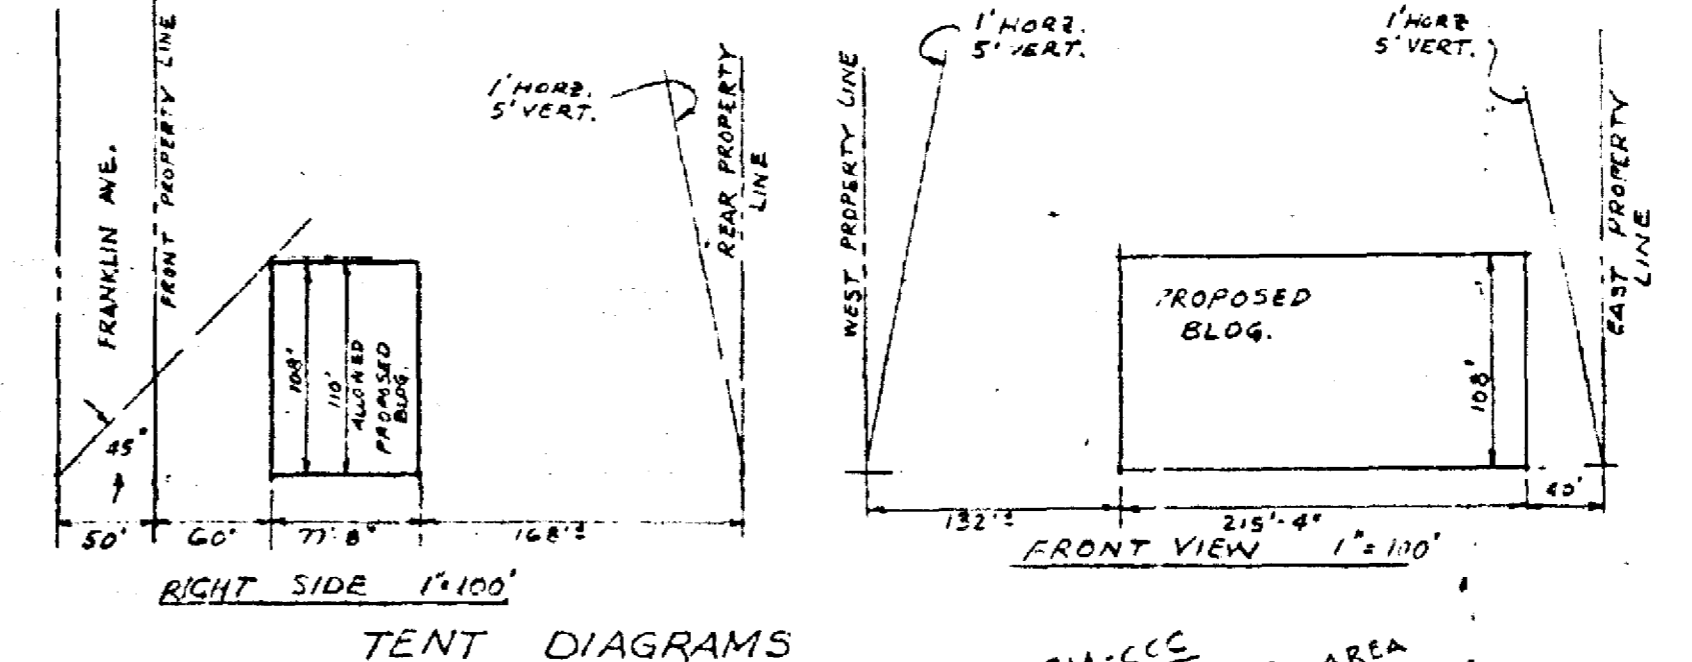 FRANKLIN AVE.
FRONT PROPERTY LINE
1' HORZ.
5' VERT.
REAR PROPERTY
LINE
108'
110'
ALLOWED
PROPOSED
BLDG.
45°
50'
60'
77'8"
168'±
RIGHT SIDE 1"=100'
TENT DIAGRAMS
WEST PROPERTY LINE
1' HORZ.
5' VERT.
1' HORZ
5' VERT.
EAST PROPERTY
LINE
PROPOSED
BLDG.
108'
132'±
215'-4"
40'
FRONT VIEW 1"=100'
AREA